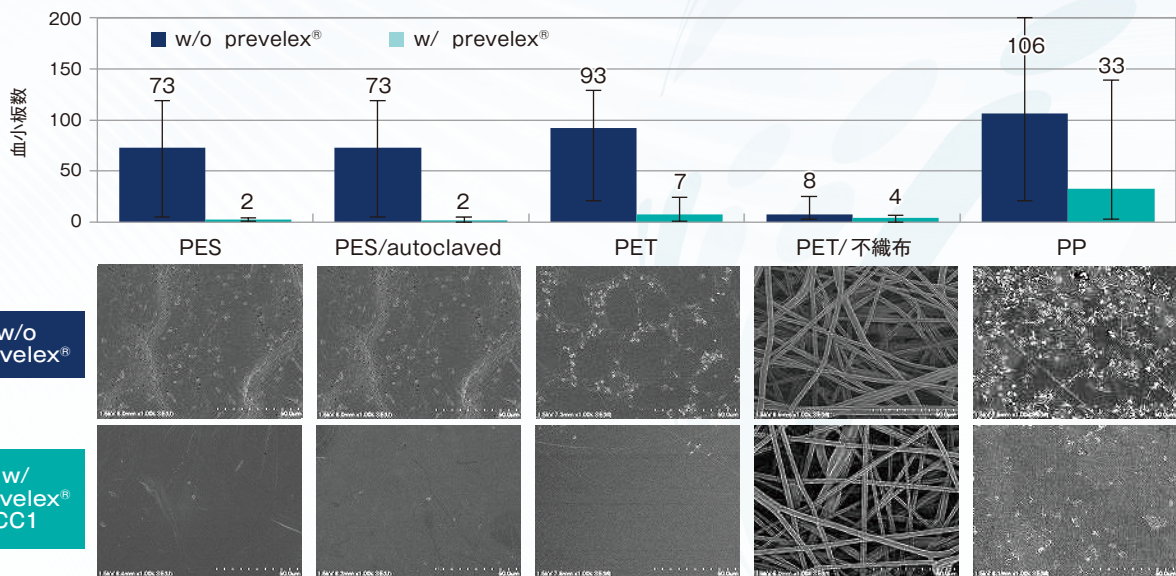 200
w/o prevelex®
w/ prevelex®
150
100
50
0
血小板数
73
2
73
2
93
7
8
4
106
33
PES
PES/autoclaved
PET
PET/不織布
PP
w/o
velex®
w/
velex®
CC1